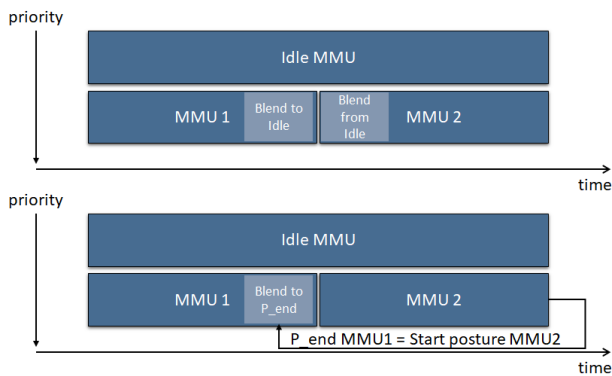 priority
Idle MMU
MMU 1
Blend to
Idle
Blend
from
Idle
MMU 2
time
priority
Idle MMU
MMU 1
Blend to
P_end
MMU 2
P_end MMU1 = Start posture MMU2
time